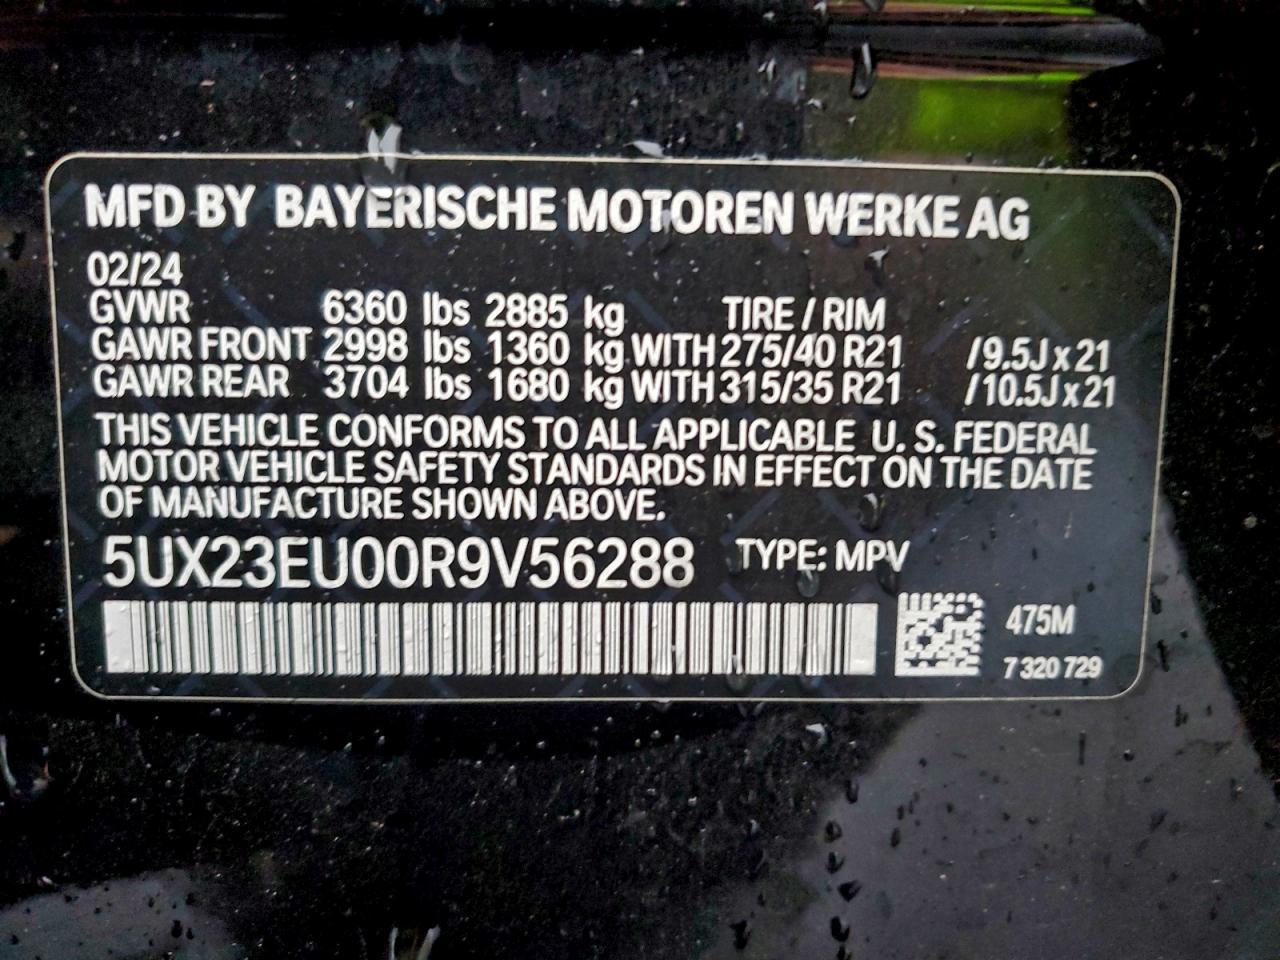 MFD BY BAYERISCHE MOTOREN WERKE AG
02/24
GVWR 6360 lbs 2885 kg TIRE / RIM
GAWR FRONT 2998 lbs 1360 kg WITH 275/40 R21 /9.5J x 21
GAWR REAR 3704 lbs 1680 kg WITH 315/35 R21 /10.5J x 21
THIS VEHICLE CONFORMS TO ALL APPLICABLE U. S. FEDERAL
MOTOR VEHICLE SAFETY STANDARDS IN EFFECT ON THE DATE
OF MANUFACTURE SHOWN ABOVE.
5UX23EU00R9V56288 TYPE: MPV
475M
7 320 729